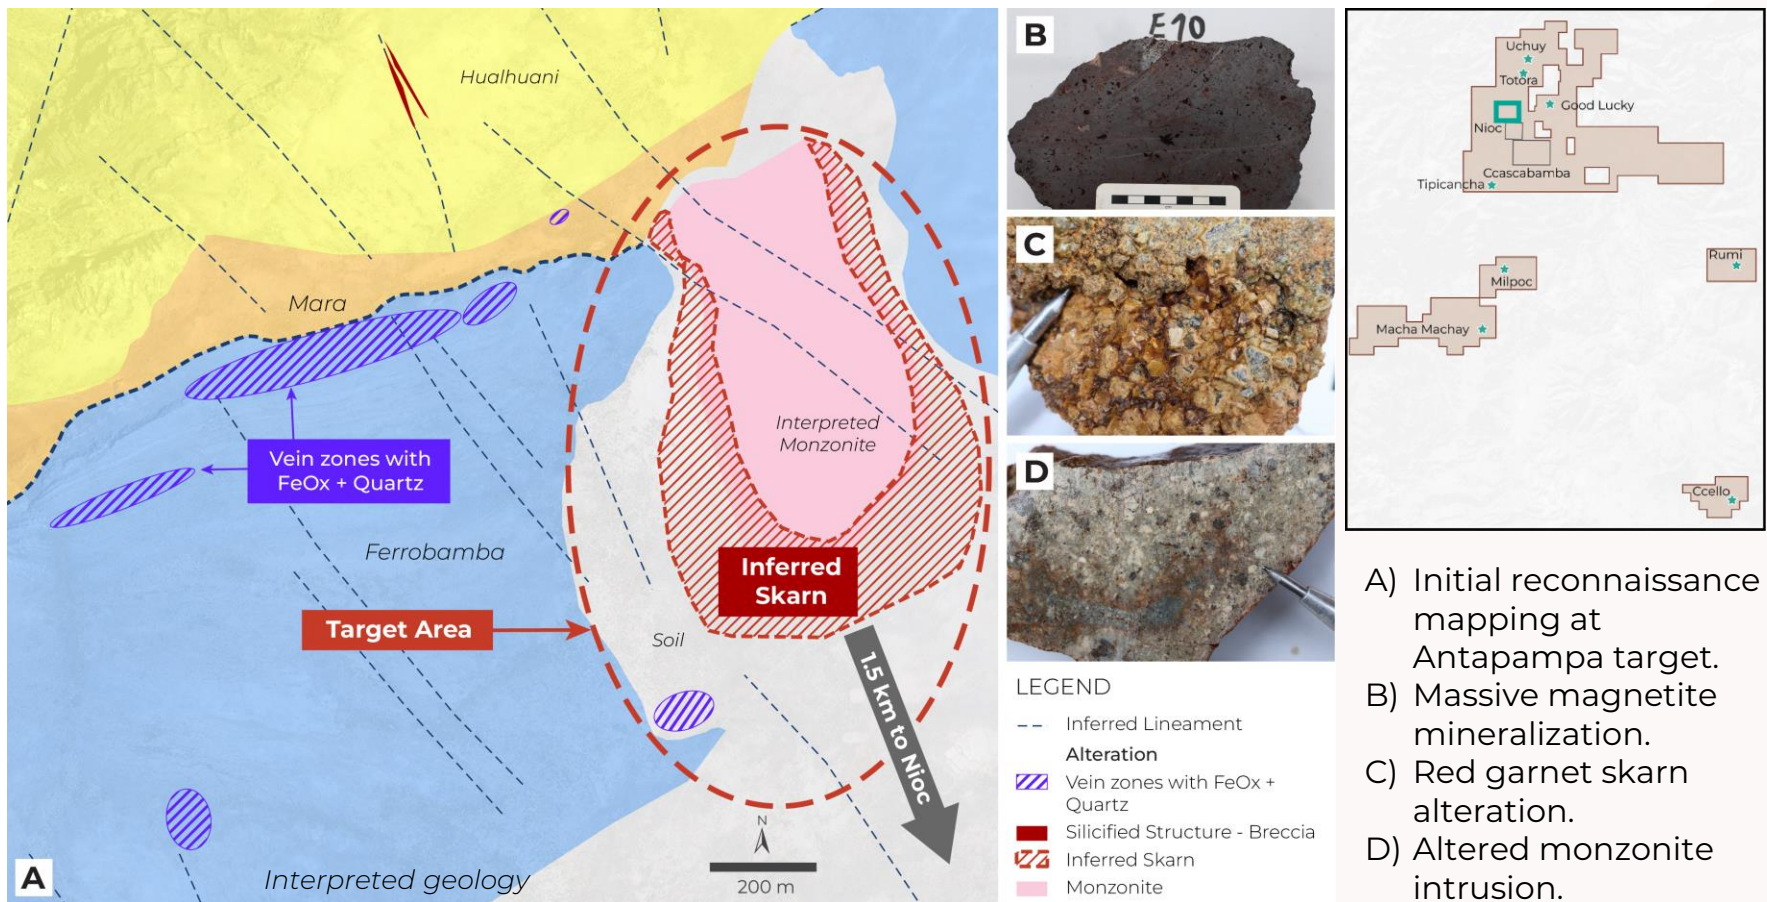 Hualhuani
Mara
Interpreted
Monzonite
Vein zones with
FeOx + Quartz
Ferrobamba
Inferred
Skarn
Target Area
Soil
1.5 km to Nioc
N
200 m
Interpreted geology
A
B
E10
C
D
LEGEND
Inferred Lineament
Alteration
Vein zones with FeOx +
Quartz
Silicified Structure - Breccia
Inferred Skarn
Monzonite
Uchuy
Totora
Good Lucky
Nioc
Ccascabamba
Tipicancha
Rumi
Milpoc
Macha Machay
Ccello
A) Initial reconnaissance
mapping at
Antapampa target.
B) Massive magnetite
mineralization.
C) Red garnet skarn
alteration.
D) Altered monzonite
intrusion.